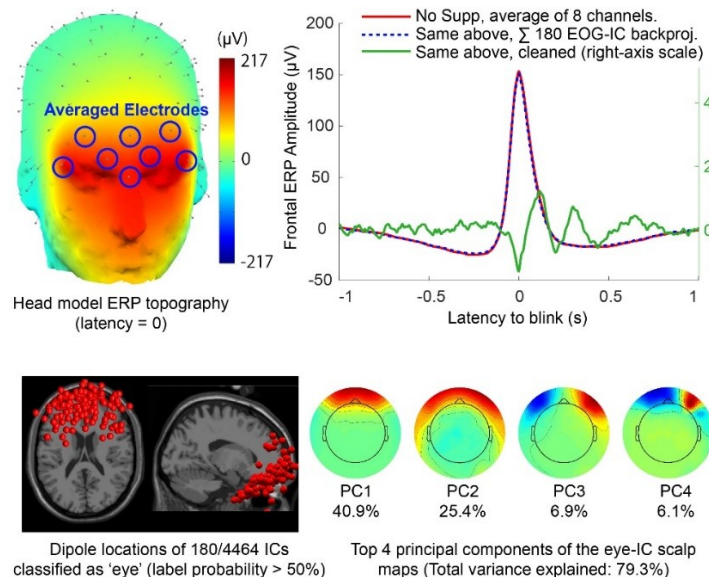 (µV)
217
0
-217
Averaged Electrodes
Head model ERP topography
(latency = 0)
No Supp, average of 8 channels.
Same above, ∑ 180 EOG-IC backproj.
Same above, cleaned (right-axis scale)
Frontal ERP Amplitude (µV)
200
150
100
50
0
-50
4
2
0
-1
-0.5
0
0.5
1
Latency to blink (s)
Dipole locations of 180/4464 ICs
classified as ‘eye’ (label probability > 50%)
PC1
40.9%
PC2
25.4%
PC3
6.9%
PC4
6.1%
Top 4 principal components of the eye-IC scalp
maps (Total variance explained: 79.3%)